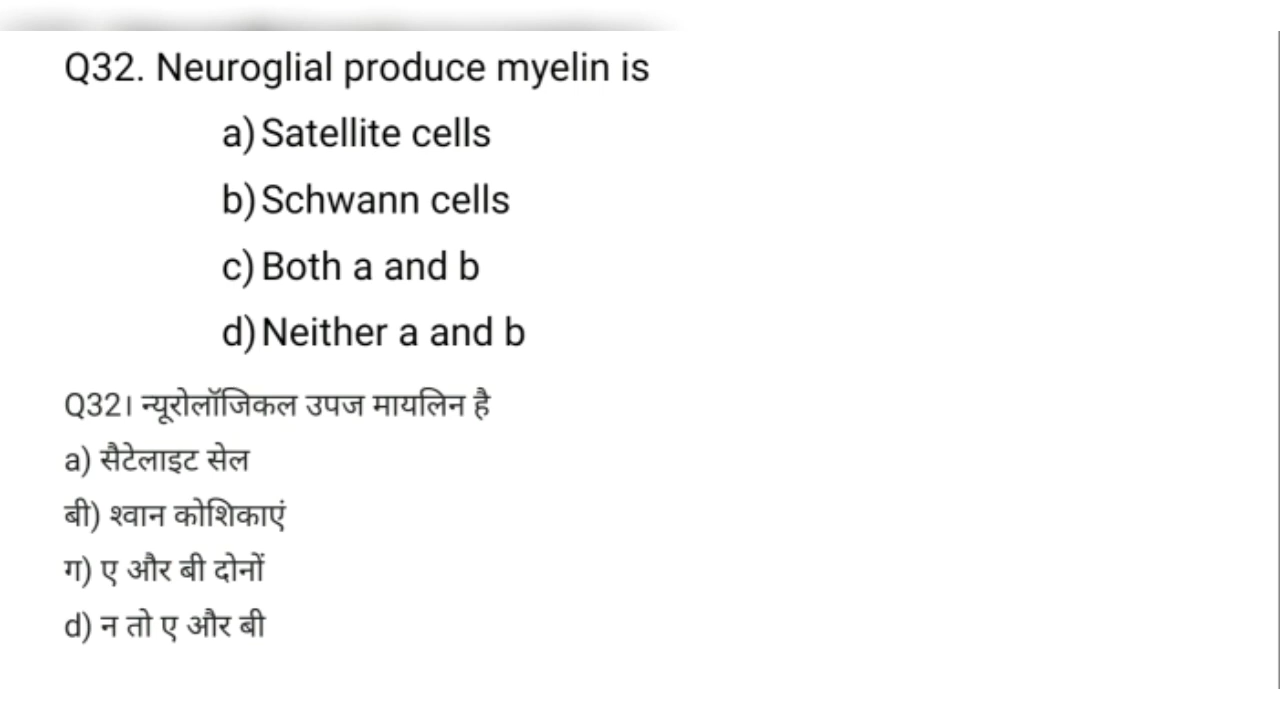 Q32. Neuroglial produce myelin is
a) Satellite cells
b) Schwann cells
c) Both a and b
d) Neither a and b
Q32। न्यूरोलॉजिकल उपज मायलिन है
a) सैटेलाइट सेल
बी) श्वान कोशिकाएं
ग) ए और बी दोनों
d) न तो ए और बी